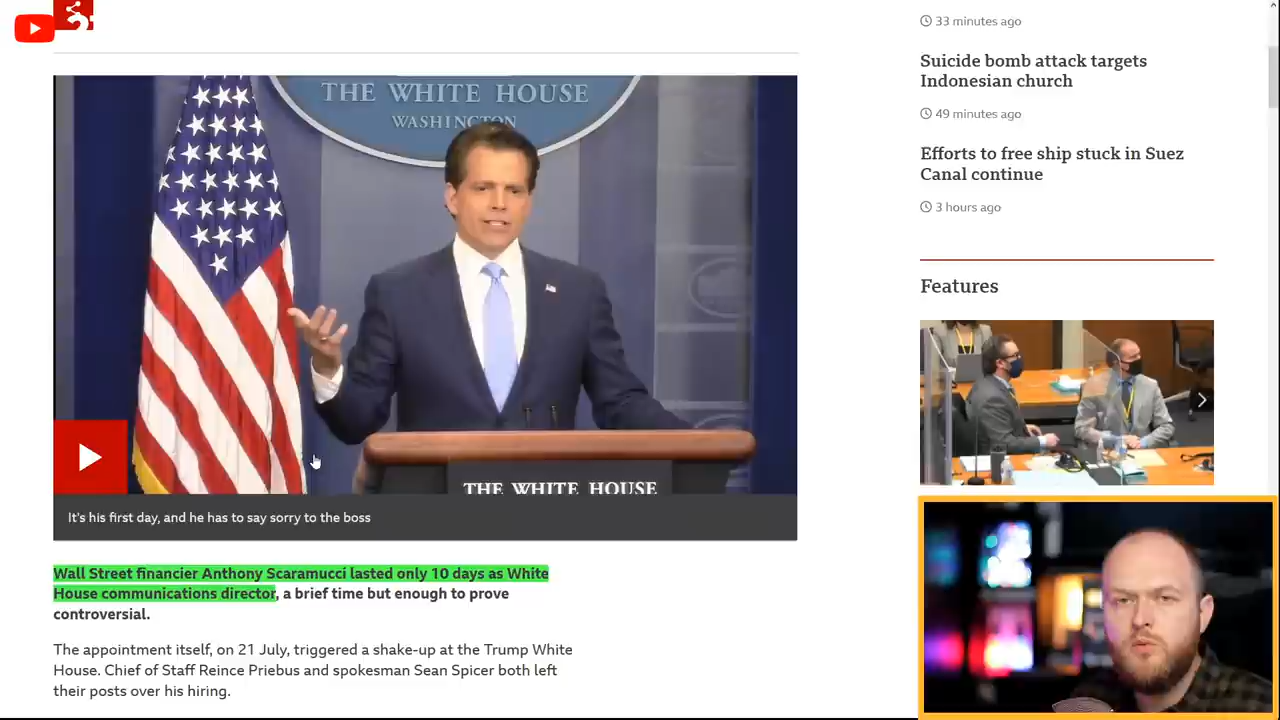 THE WHITE HOUSE
WASHINGTON
THE WHITE HOUSE
It's his first day, and he has to say sorry to the boss
Wall Street financier Anthony Scaramucci lasted only 10 days as White
House communications director, a brief time but enough to prove
controversial.
The appointment itself, on 21 July, triggered a shake-up at the Trump White
House. Chief of Staff Reince Priebus and spokesman Sean Spicer both left
their posts over his hiring.
33 minutes ago
Suicide bomb attack targets
Indonesian church
49 minutes ago
Efforts to free ship stuck in Suez
Canal continue
3 hours ago
Features